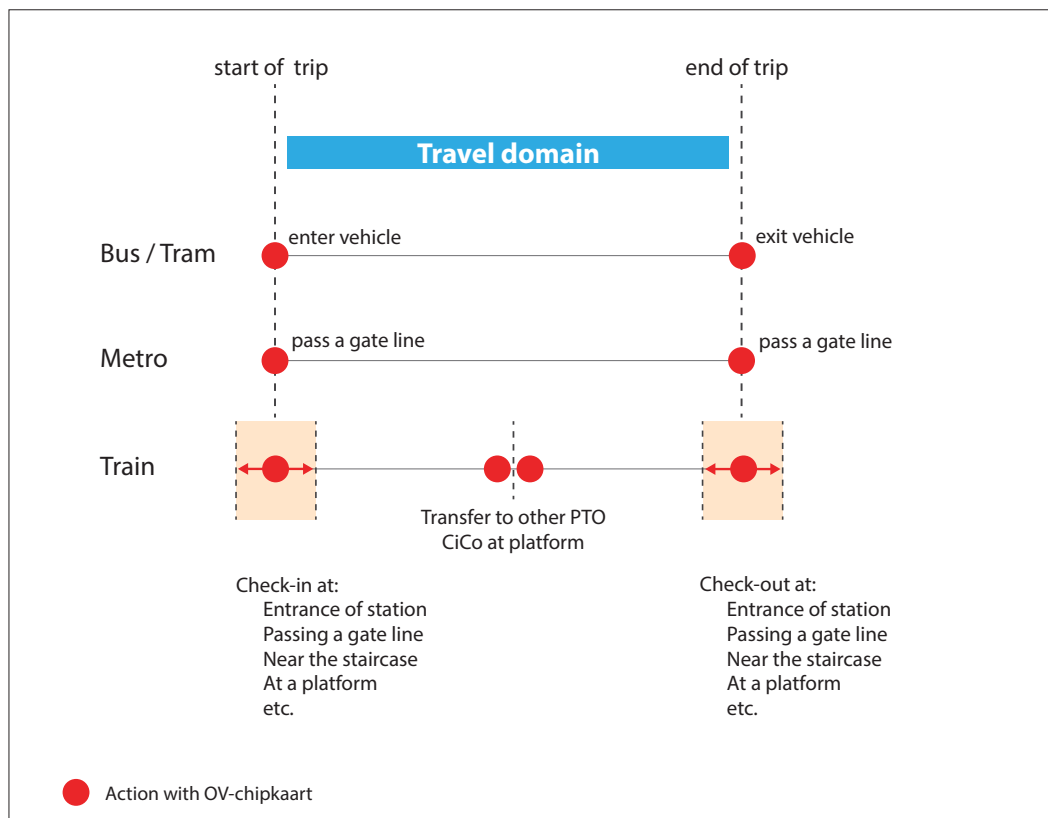 start of trip
end of trip
Travel domain
Bus / Tram
enter vehicle
exit vehicle
Metro
pass a gate line
pass a gate line
Train
Transfer to other PTO
CiCo at platform
Check-in at:
Entrance of station
Passing a gate line
Near the staircase
At a platform
etc.
Check-out at:
Entrance of station
Passing a gate line
Near the staircase
At a platform
etc.
Action with OV-chipkaart